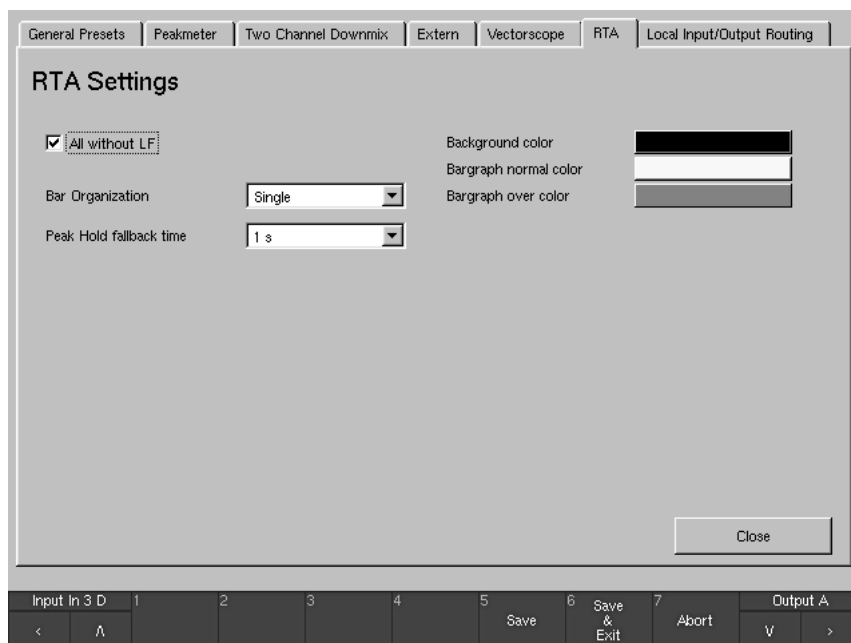 General Presets Peakmeter Two Channel Downmix Extern Vectorscope RTA Local Input/Output Routing
RTA Settings
All without LF
Bar Organization Single
Peak Hold fallback time 1 s
Background color
Bargraph normal color
Bargraph over color
Close
Input In 3 D 1 2 3 4 5 6 7 Output A
< Λ Save Save & Exit Abort V >